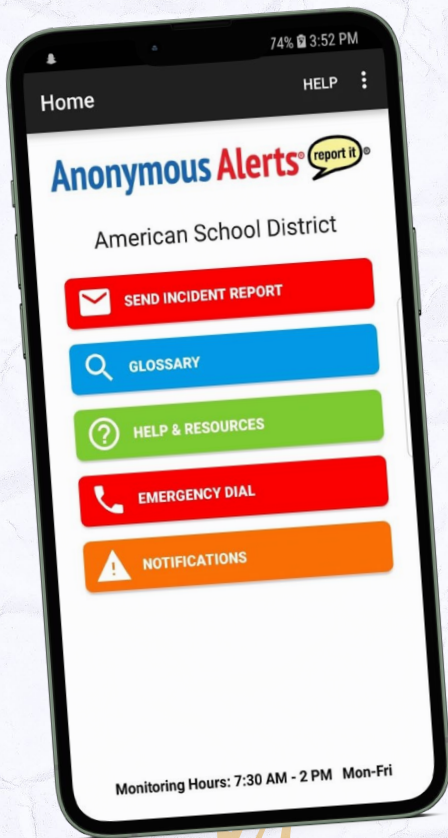 74% 3:52 PM
Home HELP
Anonymous Alerts® report it ®
American School District
SEND INCIDENT REPORT
GLOSSARY
HELP & RESOURCES
EMERGENCY DIAL
NOTIFICATIONS
Monitoring Hours: 7:30 AM - 2 PM Mon-Fri